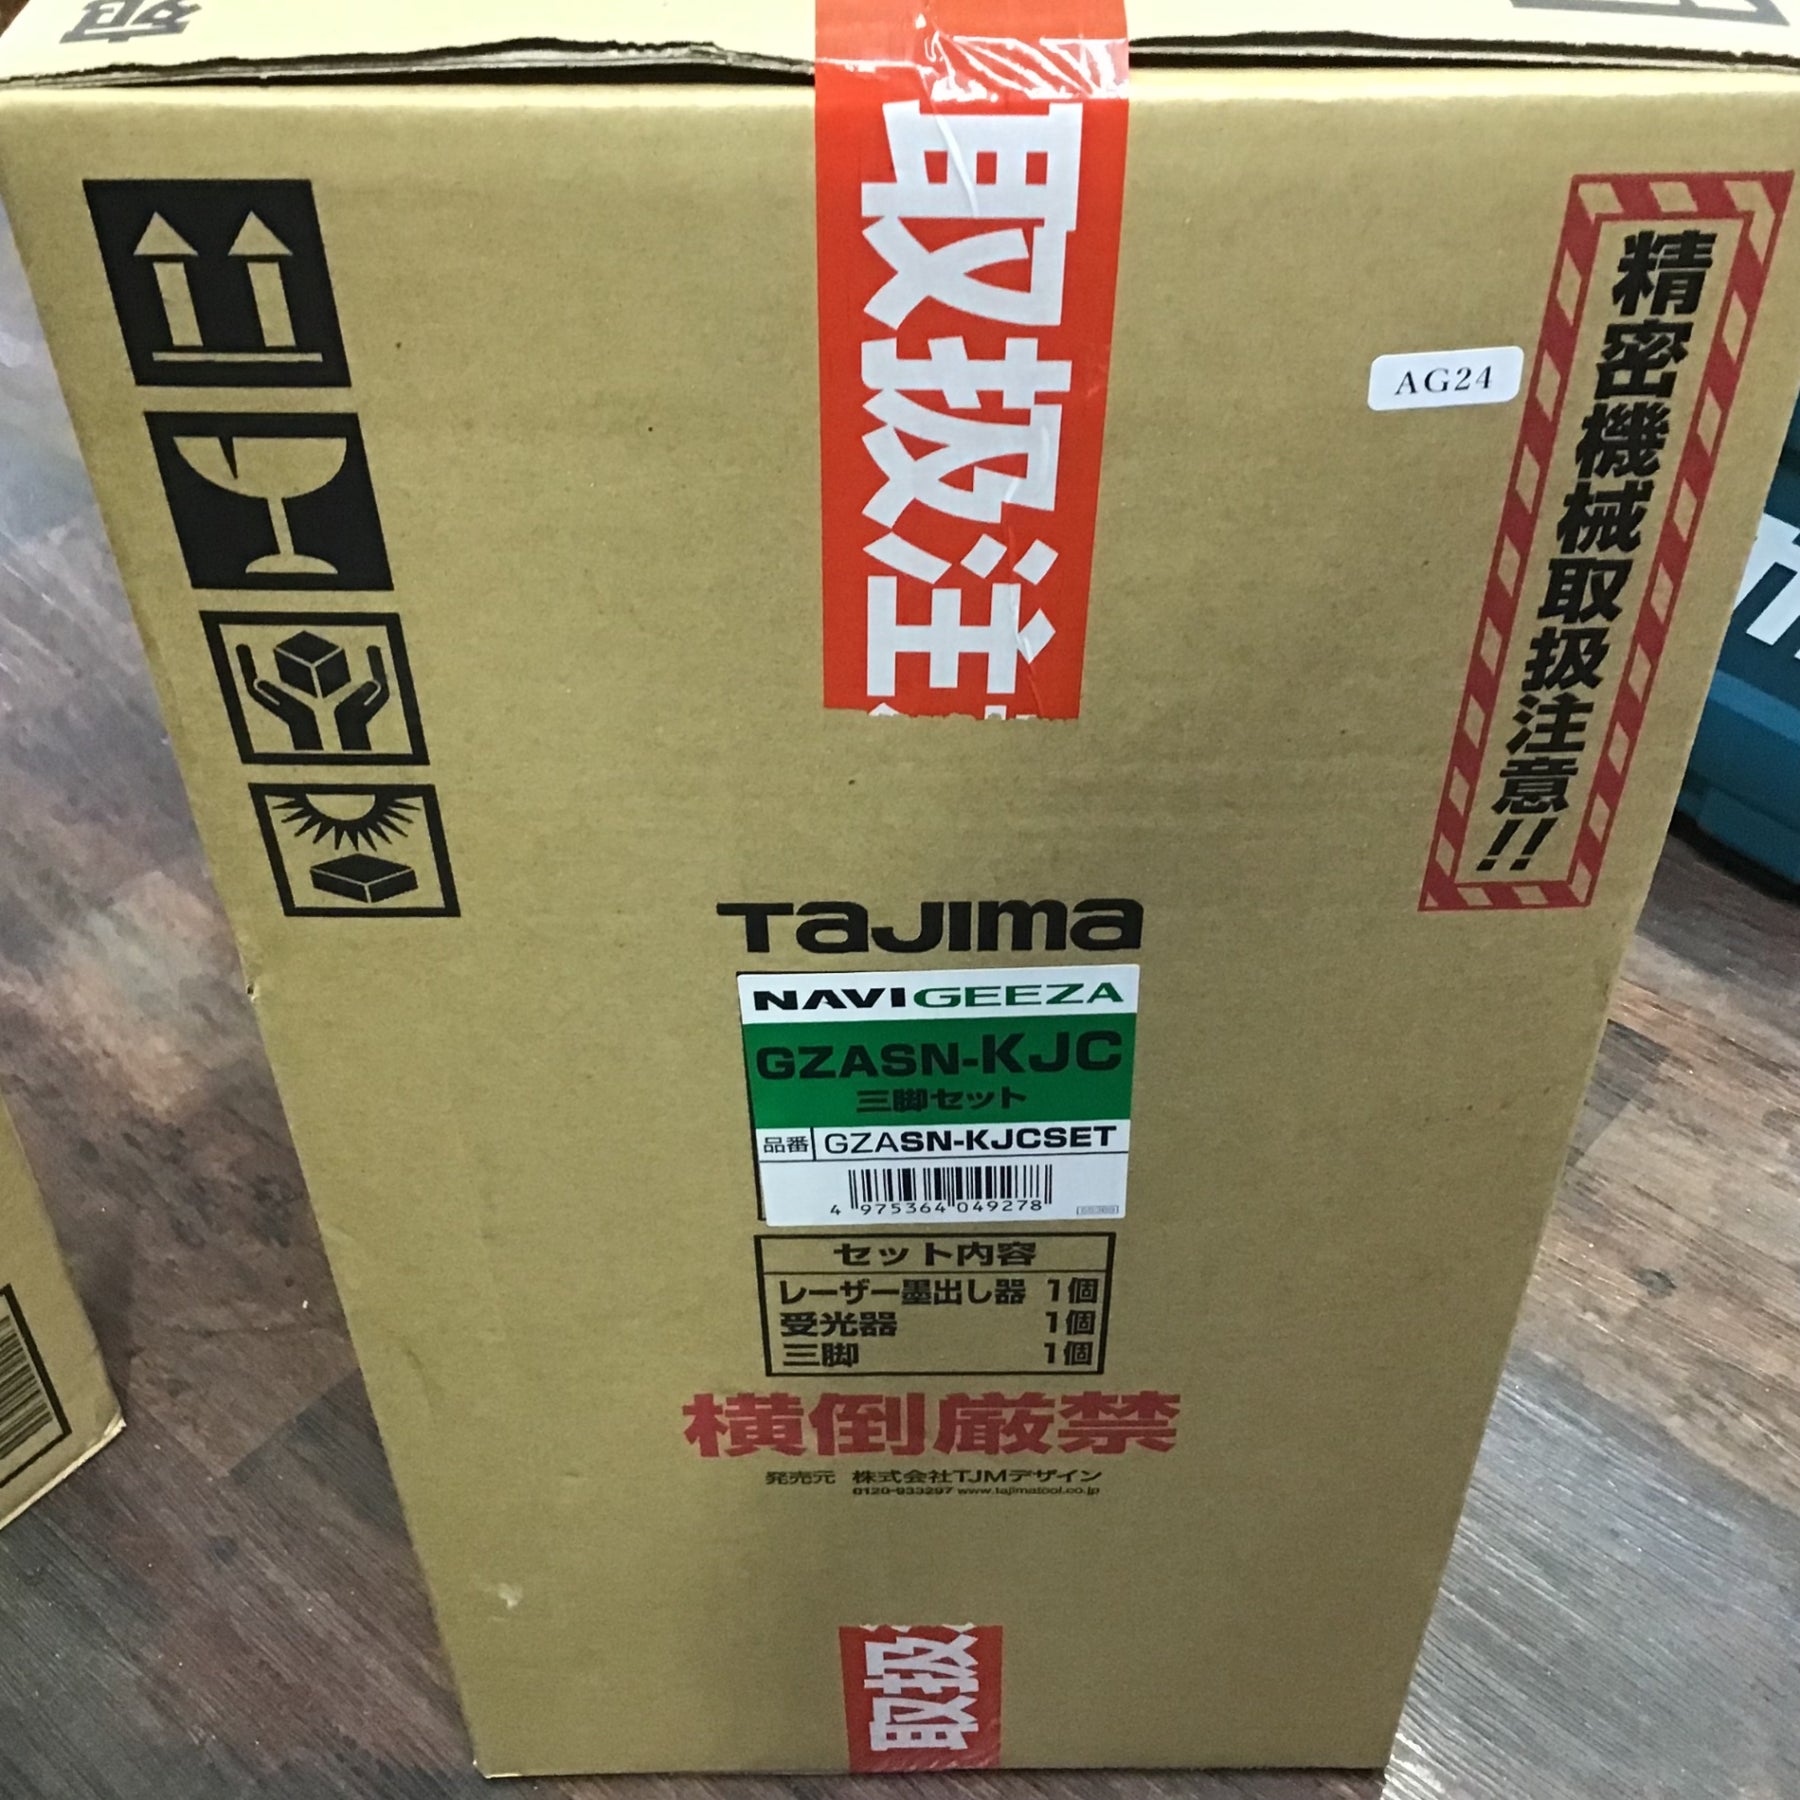 取扱注
AG24
精密機械取扱注意!!
TaJIma
NAVIGEEZA
GZASN-KJC
三脚セット
品番 GZASN-KJCSET
4 975364 049278
セット内容
レーザー墨出し器 1個
受光器 1個
三脚 1個
横倒厳禁
発売元 株式会社TJMデザイン
0120-933297 www.tajimatool.co.jp
取扱